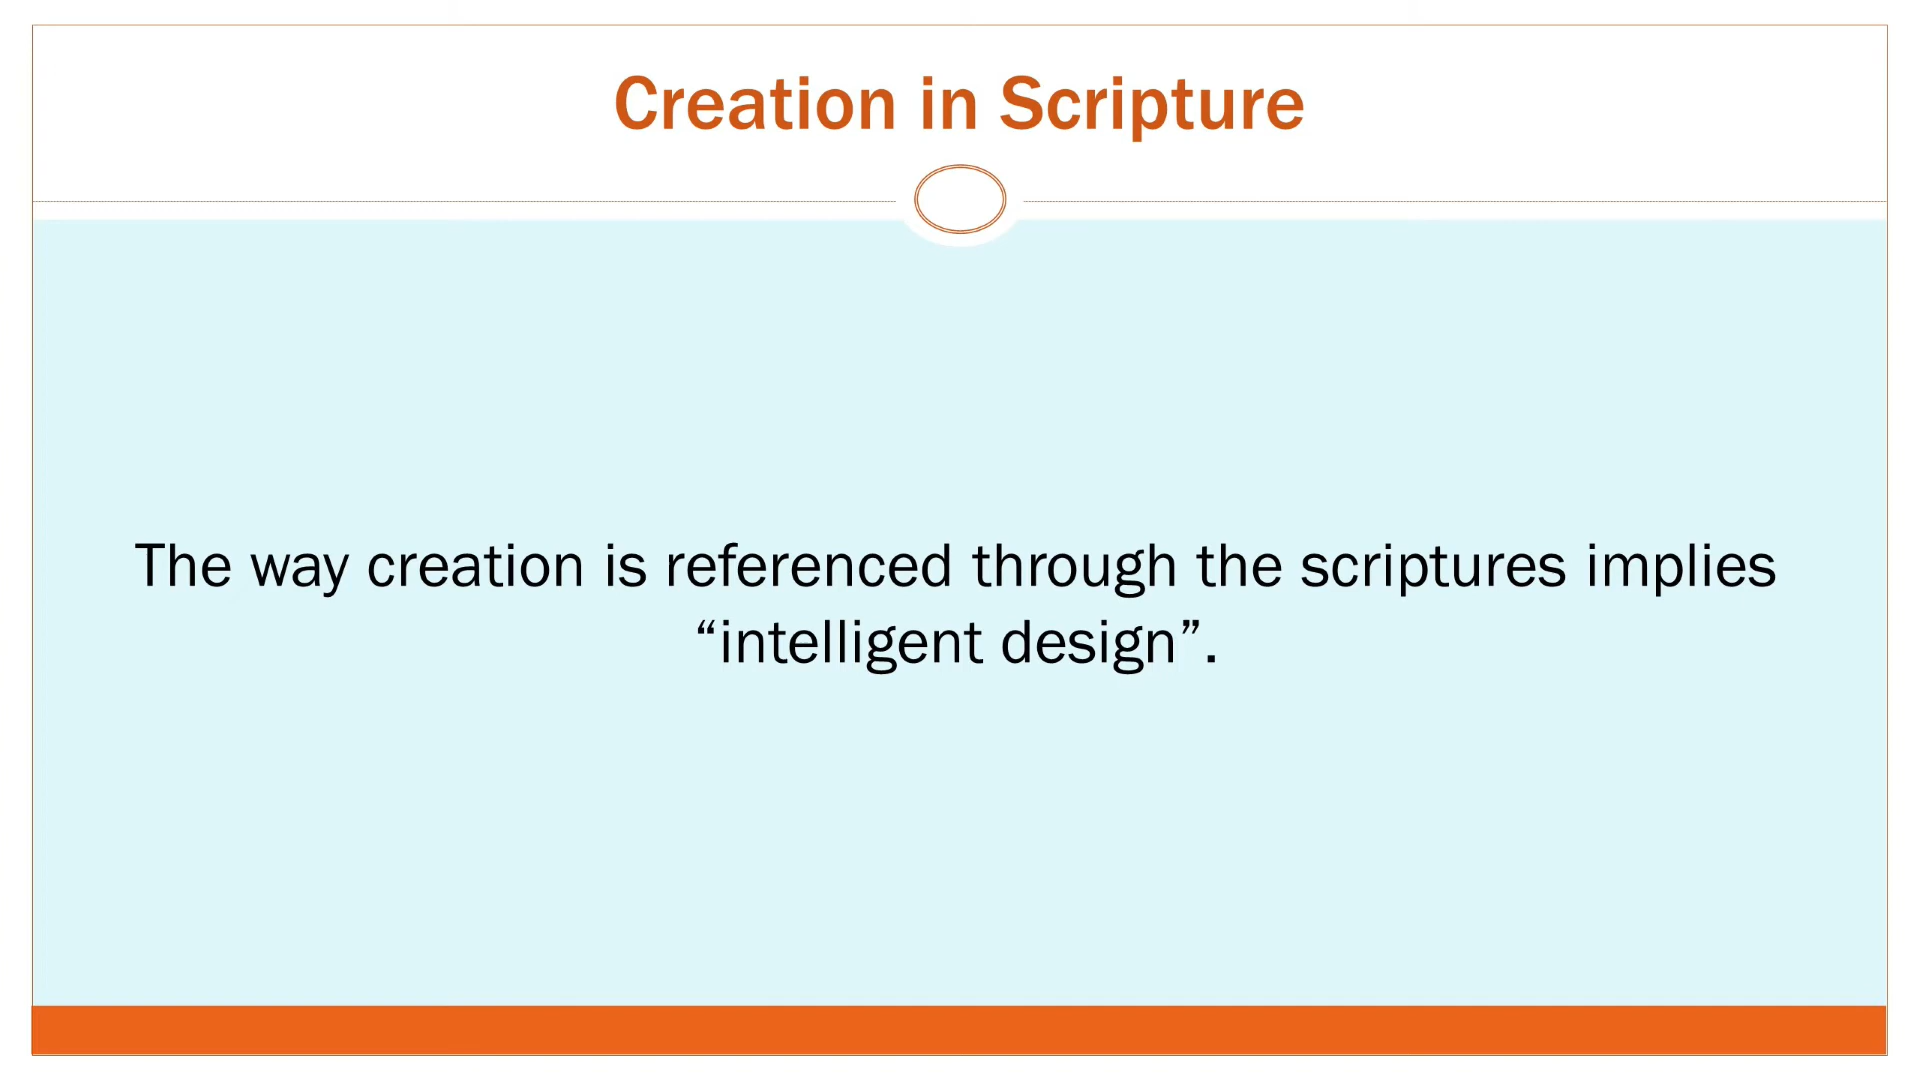 Creation in Scripture
The way creation is referenced through the scriptures implies
“intelligent design”.